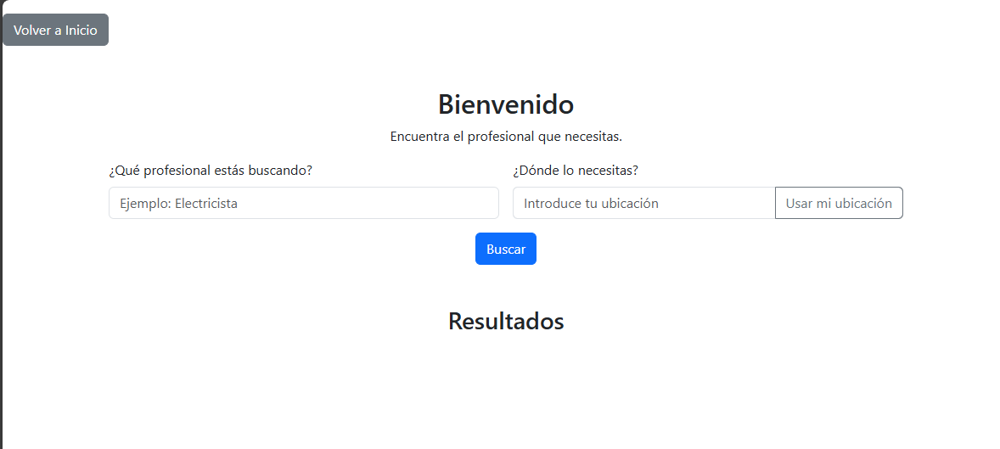 Volver a Inicio
Bienvenido
Encuentra el profesional que necesitas.
¿Qué profesional estás buscando?
Ejemplo: Electricista
¿Dónde lo necesitas?
Introduce tu ubicación
Usar mi ubicación
Buscar
Resultados